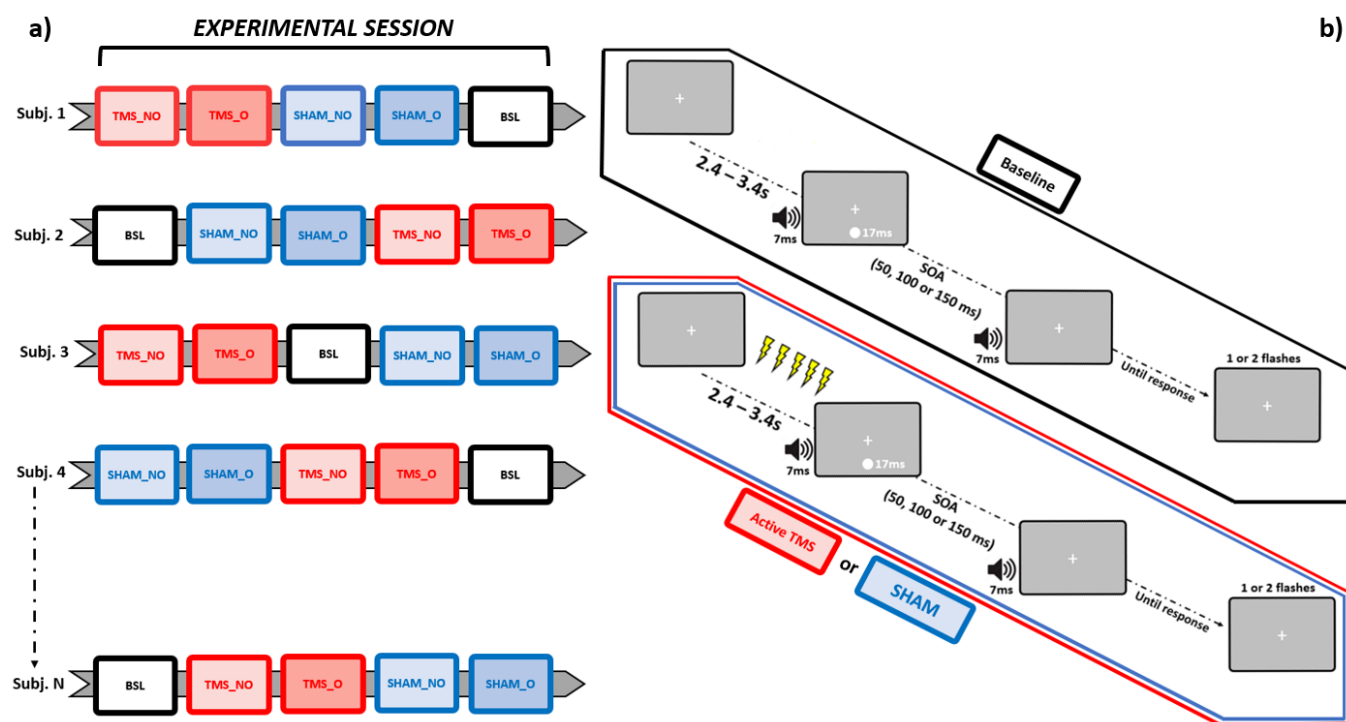 a)
EXPERIMENTAL SESSION
Subj. 1
TMS_NO
TMS_O
SHAM_NO
SHAM_O
BSL
Subj. 2
BSL
SHAM_NO
SHAM_O
TMS_NO
TMS_O
Subj. 3
TMS_NO
TMS_O
BSL
SHAM_NO
SHAM_O
Subj. 4
SHAM_NO
SHAM_O
TMS_NO
TMS_O
BSL
Subj. N
BSL
TMS_NO
TMS_O
SHAM_NO
SHAM_O
b)
Baseline
2.4 – 3.4s
7ms
17ms
SOA
(50, 100 or 150 ms)
7ms
Until response
1 or 2 flashes
2.4 – 3.4s
7ms
17ms
SOA
(50, 100 or 150 ms)
7ms
Until response
1 or 2 flashes
Active TMS
or
SHAM